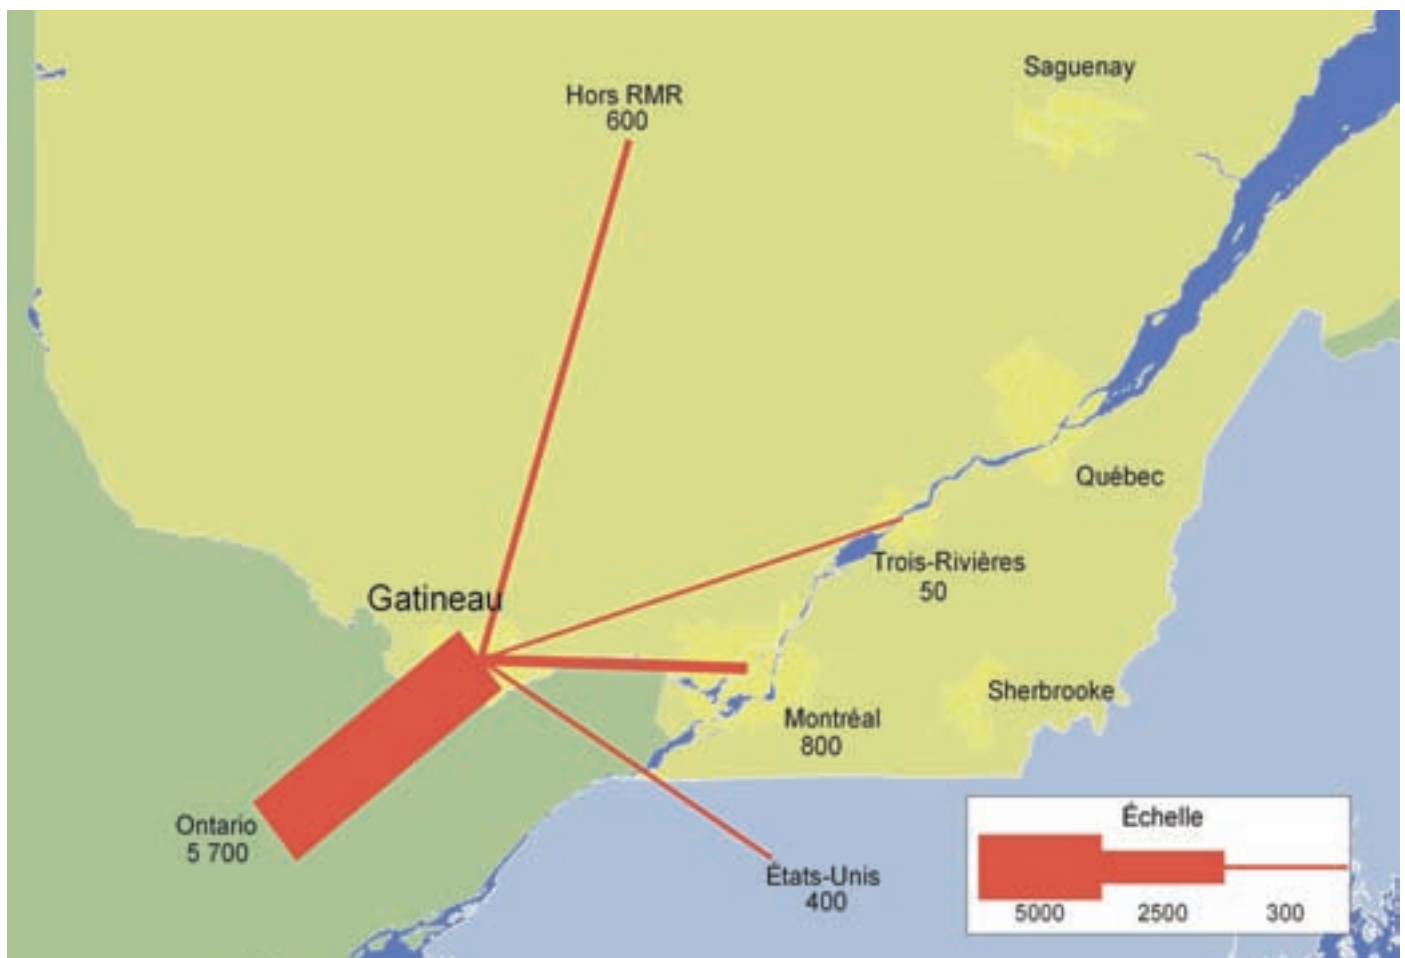 Saguenay
Hors RMR
600
Québec
Trois-Rivières
50
Gatineau
Sherbrooke
Montréal
800
Ontario
5 700
États-Unis
400
Échelle
5000 2500 300